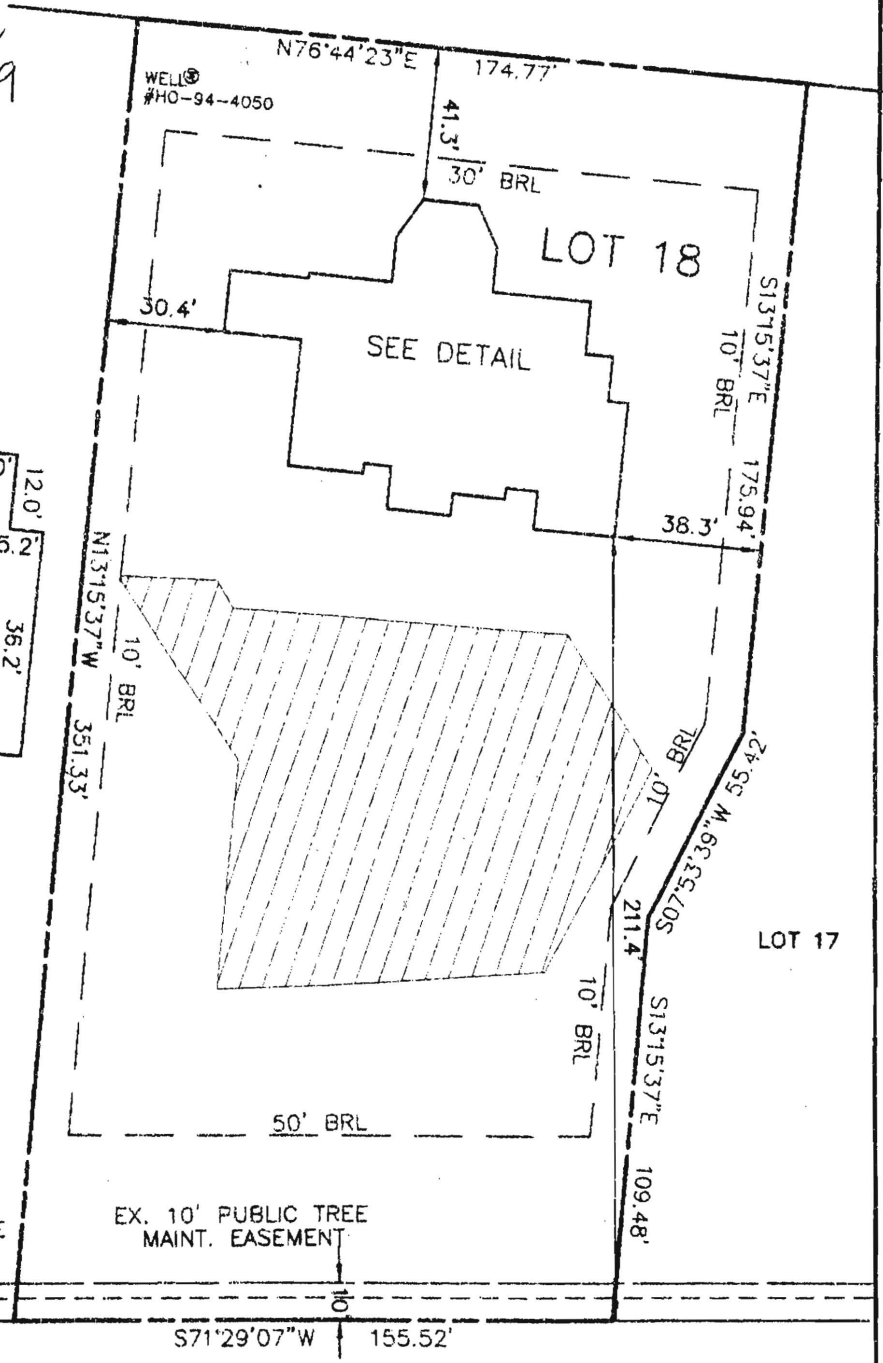 9
N76°44'23"E 174.77'
WELL
#HO-94-4050
41.3'
30' BRL
LOT 18
30.4'
SEE DETAIL
S13°15'37"E 175.94'
10' BRL
38.3'
12.0'
5.2'
36.2'
N13°15'37"W 351.33'
10' BRL
10' BRL
S07°53'39"W 55.42'
211.4'
LOT 17
10' BRL
S13°15'37"E 109.48'
50' BRL
EX. 10' PUBLIC TREE
MAINT. EASEMENT
10'
S71°29'07"W 155.52'